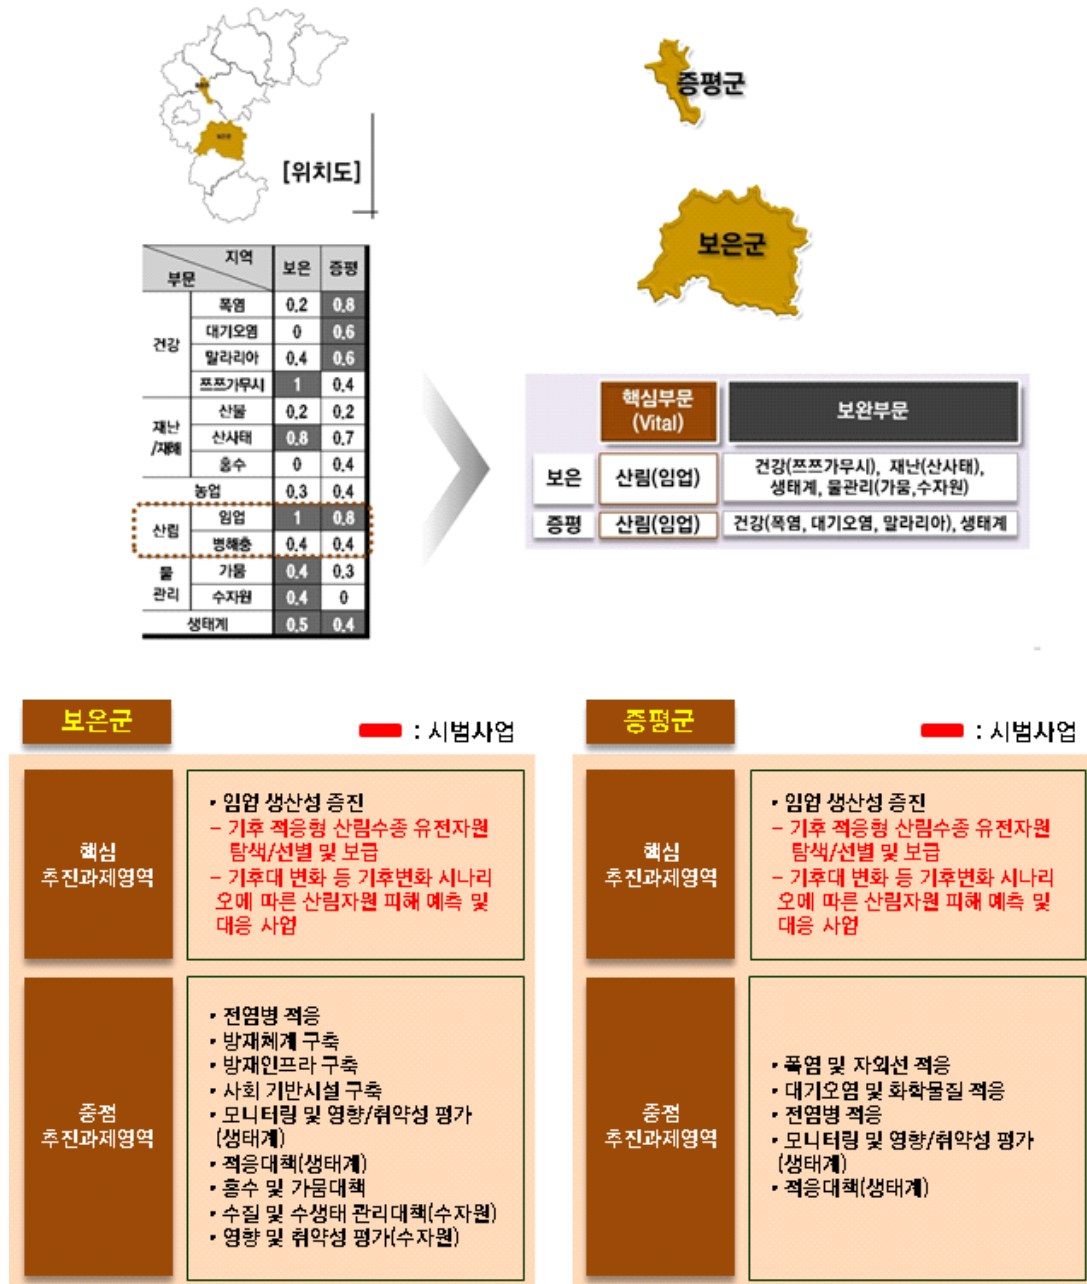 [위치도]
증평군
보은군
지역
부문
보은 증평
건강
폭염 0.2 0.8
대기오염 0 0.6
말라리아 0.4 0.6
쯔쯔가무시 1 0.4
재난
/재해
산불 0.2 0.2
산사태 0.8 0.7
홍수 0 0.4
농업 0.3 0.4
산림
임업 1 0.8
병해충 0.4 0.4
물
관리
가뭄 0.4 0.3
수자원 0.4 0
생태계 0.5 0.4
핵심부문
(Vital)
보완부문
보은 산림(임업)
건강(쯔쯔가무시), 재난(산사태),
생태계, 물관리(가뭄,수자원)
증평 산림(임업) 건강(폭염, 대기오염, 말라리아), 생태계
보은군
: 시범사업
핵심
추진과제영역
• 임업 생산성 증진
- 기후 적응형 산림수종 유전자원
탐색/선별 및 보급
- 기후대 변화 등 기후변화 시나리
오에 따른 산림자원 피해 예측 및
대응 사업
중점
추진과제영역
• 전염병 적응
• 방재체계 구축
• 방재인프라 구축
• 사회 기반시설 구축
• 모니터링 및 영향/취약성 평가
(생태계)
• 적응대책(생태계)
• 홍수 및 가뭄대책
• 수질 및 수생태 관리대책(수자원)
• 영향 및 취약성 평가(수자원)
증평군
: 시범사업
핵심
추진과제영역
• 임업 생산성 증진
- 기후 적응형 산림수종 유전자원
탐색/선별 및 보급
- 기후대 변화 등 기후변화 시나리
오에 따른 산림자원 피해 예측 및
대응 사업
중점
추진과제영역
• 폭염 및 자외선 적응
• 대기오염 및 화학물질 적응
• 전염병 적응
• 모니터링 및 영향/취약성 평가
(생태계)
• 적응대책(생태계)